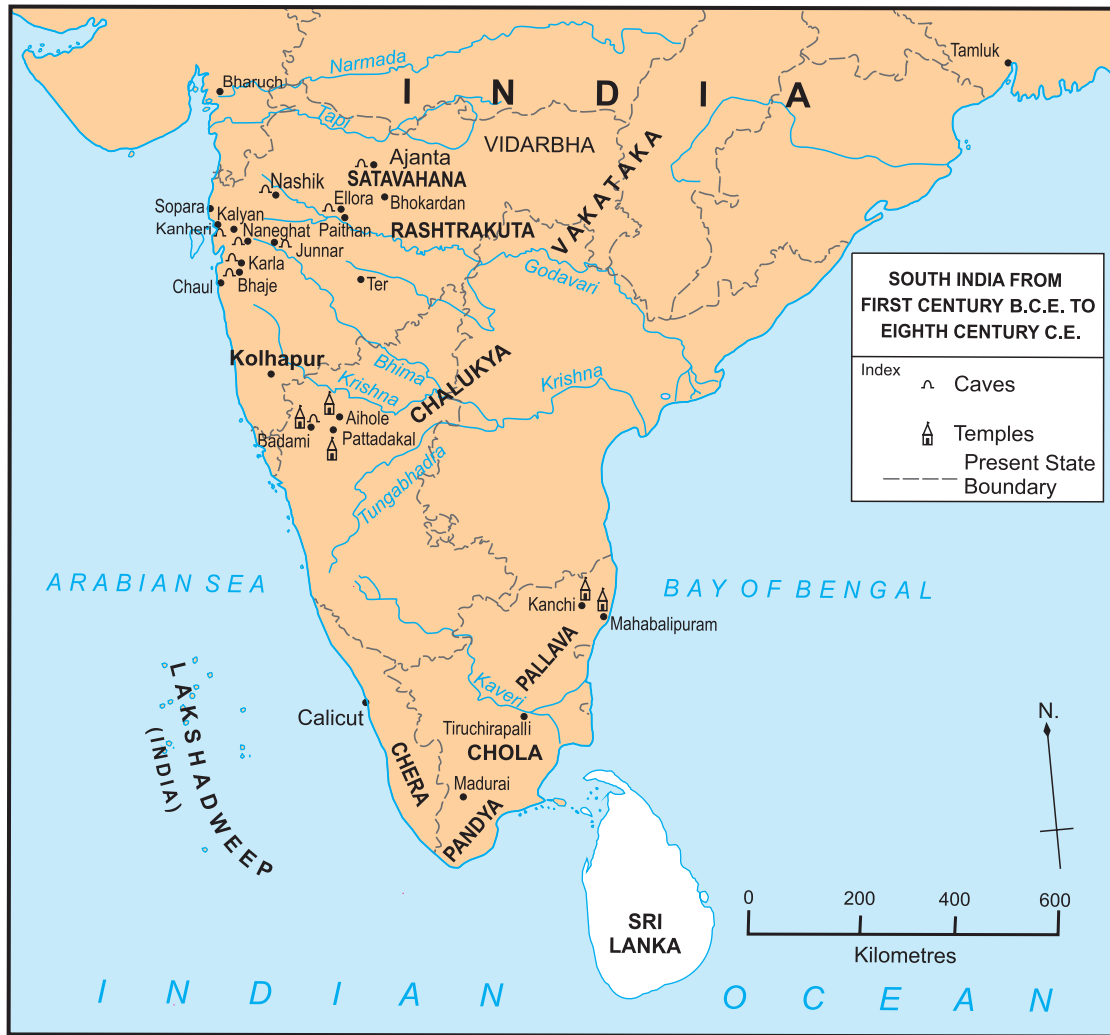 Tamluk
Narmada
Bharuch
I N D I A
Tapi
VIDARBHA
Ajanta
SATAVAHANA
Nashik
Ellora
Bhokardan
Sopara
Kalyan
Paithan
RASHTRAKUTA
VAKATAKA
Kanheri
Naneghat
Junnar
Karla
Godavari
Chaul
Bhaje
Ter
SOUTH INDIA FROM
FIRST CENTURY B.C.E. TO
EIGHTH CENTURY C.E.
Index
Caves
Temples
Present State
Boundary
Kolhapur
Bhima
Krishna
CHALUKYA
Krishna
Aihole
Badami
Pattadakal
Tungabhadra
ARABIAN SEA
BAY OF BENGAL
Kanchi
Mahabalipuram
PALLAVA
LAKSHADWEEP
(INDIA)
Kaveri
Calicut
Tiruchirapalli
CHOLA
CHERA
Madurai
PANDYA
N.
SRI
LANKA
0 200 400 600
Kilometres
INDIAN OCEAN